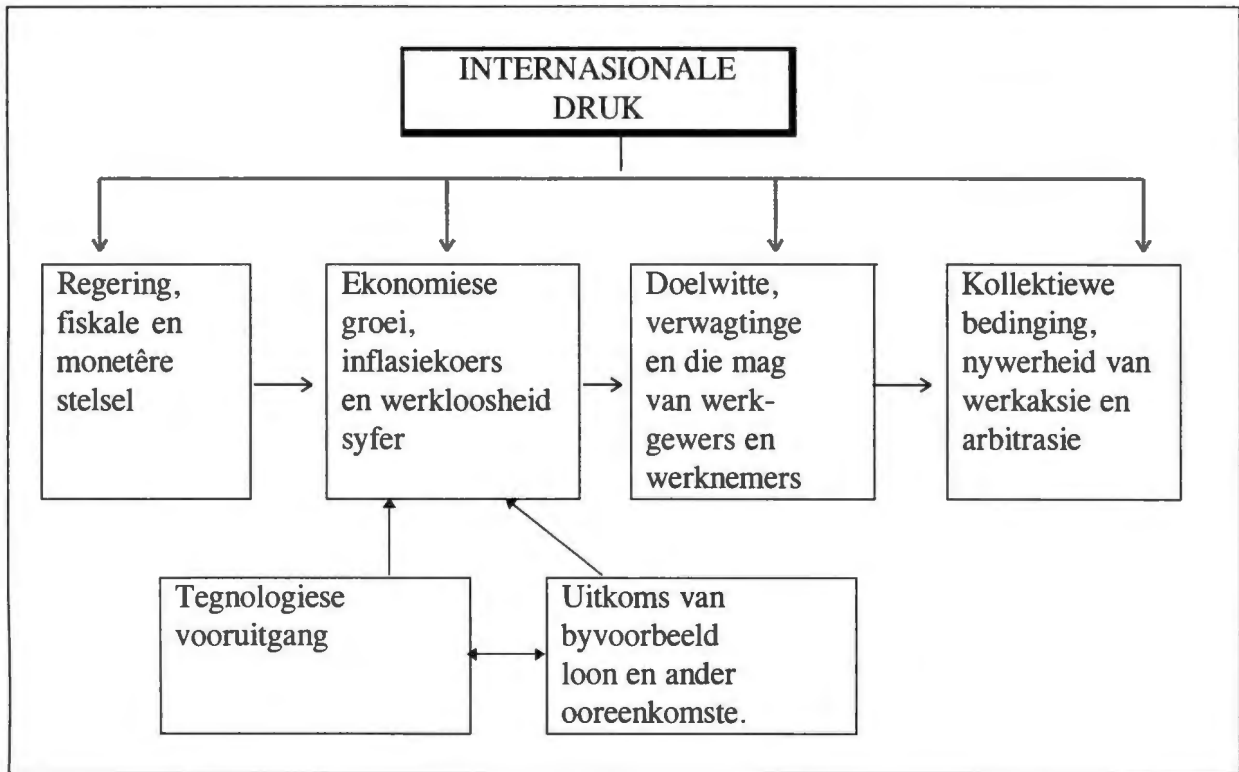 INTERNASIONALE
DRUK
Regering,
fiskale en
monetêre
stelsel
Ekonomiese
groei,
inflasiekoers
en werkloosheid
syfer
Doelwitte,
verwagtinge
en die mag
van werk-
gewers en
werknemers
Kollektiewe
bedinging,
nywerheid van
werkaksie en
arbitrasie
Tegnologiese
vooruitgang
Uitkoms van
byvoorbeeld
loon en ander
ooreenkomste.